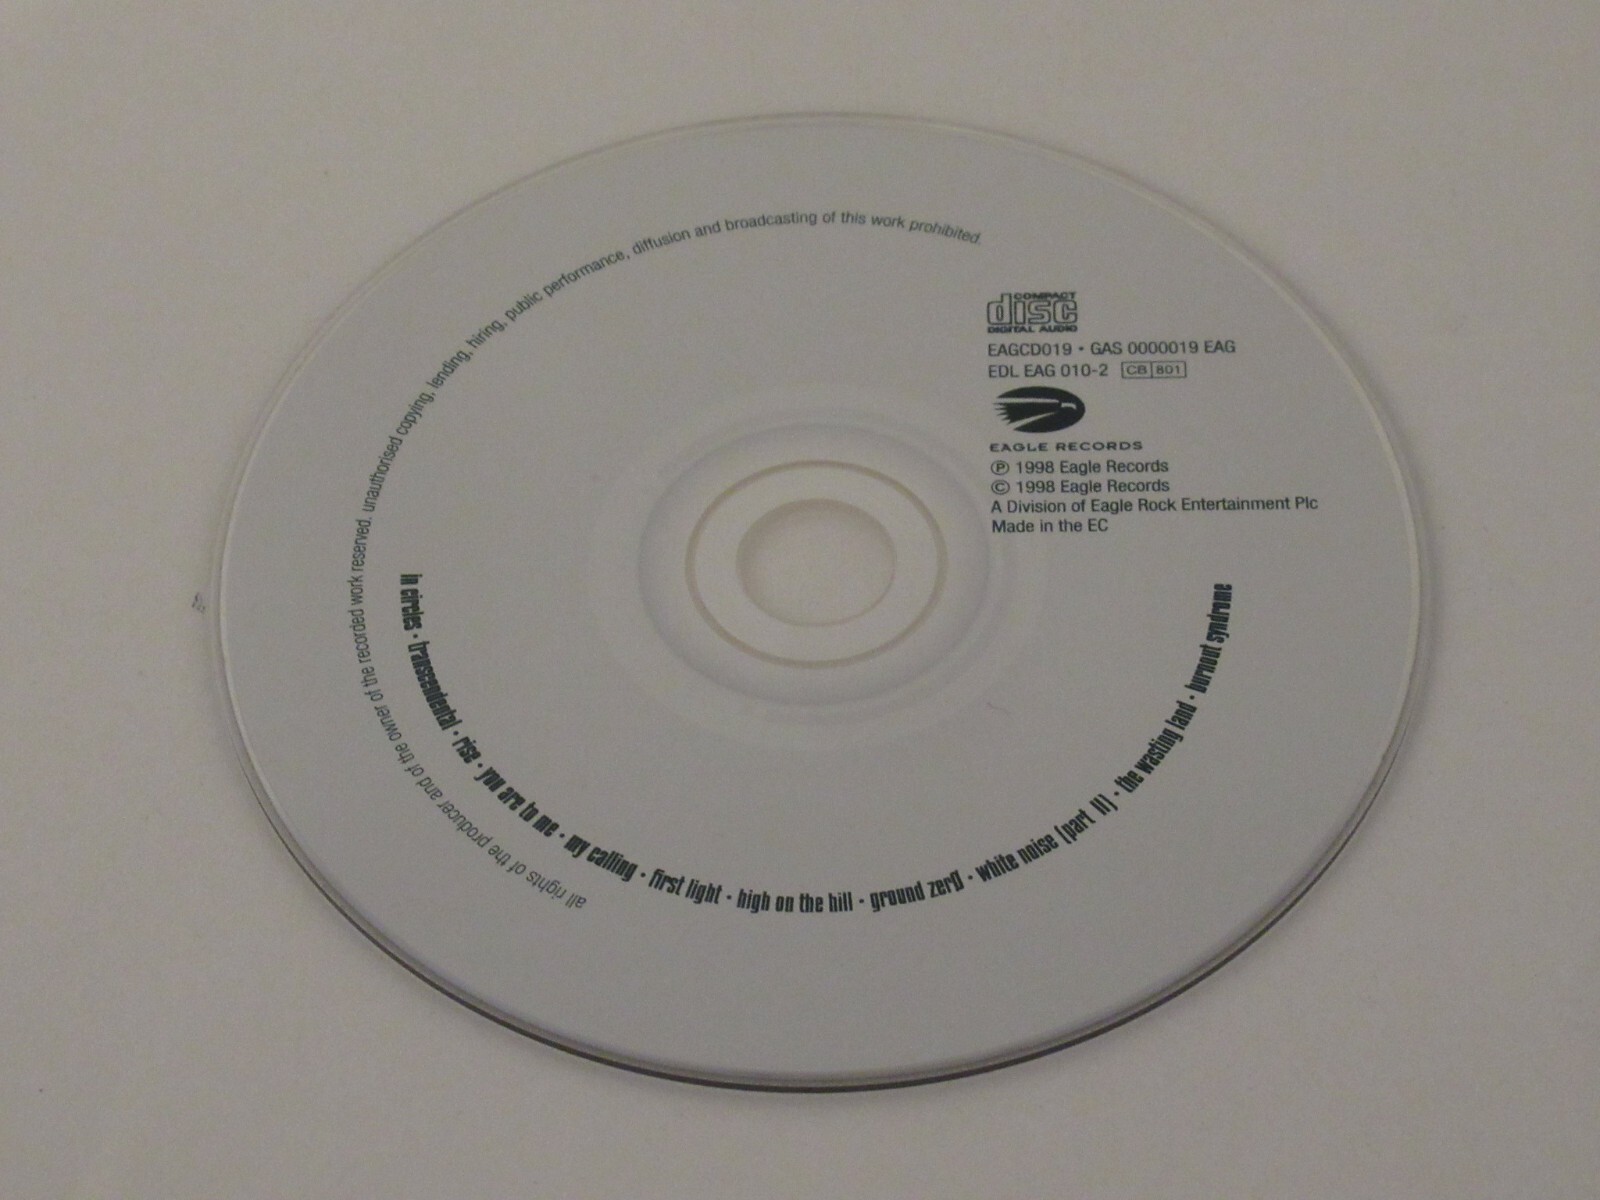 all rights of the producer and of the owner of the recorded work reserved. unauthorised copying, lending, hiring, public performance, diffusion and broadcasting of this work prohibited.
COMPACT
disc
DIGITAL AUDIO
EAGCD019 • GAS 0000019 EAG
EDL EAG 010-2 CB 801
EAGLE RECORDS
℗ 1998 Eagle Records
© 1998 Eagle Records
A Division of Eagle Rock Entertainment Plc
Made in the EC
in circles • transcendental • rise • you are to me • my calling • first light • high on the hill • ground zer0 • white noise (part II) • the wasting land • burnout syndrome